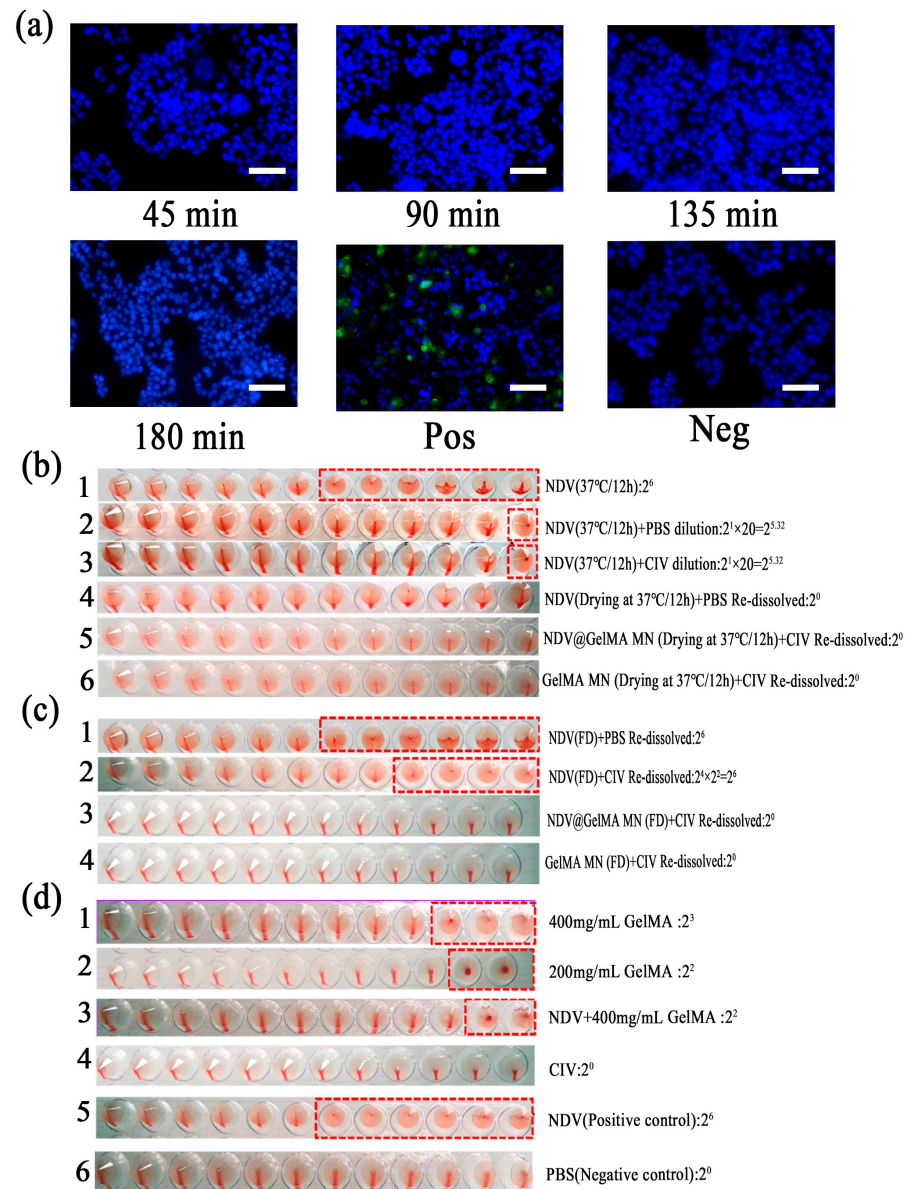 (a)
45 min
90 min
135 min
180 min
Pos
Neg
(b)
1
NDV(37℃/12h):2⁶
2
NDV(37℃/12h)+PBS dilution:2¹×20=2⁵·³²
3
NDV(37℃/12h)+CIV dilution:2¹×20=2⁵·³²
4
NDV(Drying at 37℃/12h)+PBS Re-dissolved:2⁰
5
NDV@GelMA MN (Drying at 37℃/12h)+CIV Re-dissolved:2⁰
6
GelMA MN (Drying at 37℃/12h)+CIV Re-dissolved:2⁰
(c)
1
NDV(FD)+PBS Re-dissolved:2⁶
2
NDV(FD)+CIV Re-dissolved:2⁴×2²=2⁶
3
NDV@GelMA MN (FD)+CIV Re-dissolved:2⁰
4
GelMA MN (FD)+CIV Re-dissolved:2⁰
(d)
1
400mg/mL GelMA :2³
2
200mg/mL GelMA :2²
3
NDV+400mg/mL GelMA :2²
4
CIV:2⁰
5
NDV(Positive control):2⁶
6
PBS(Negative control):2⁰